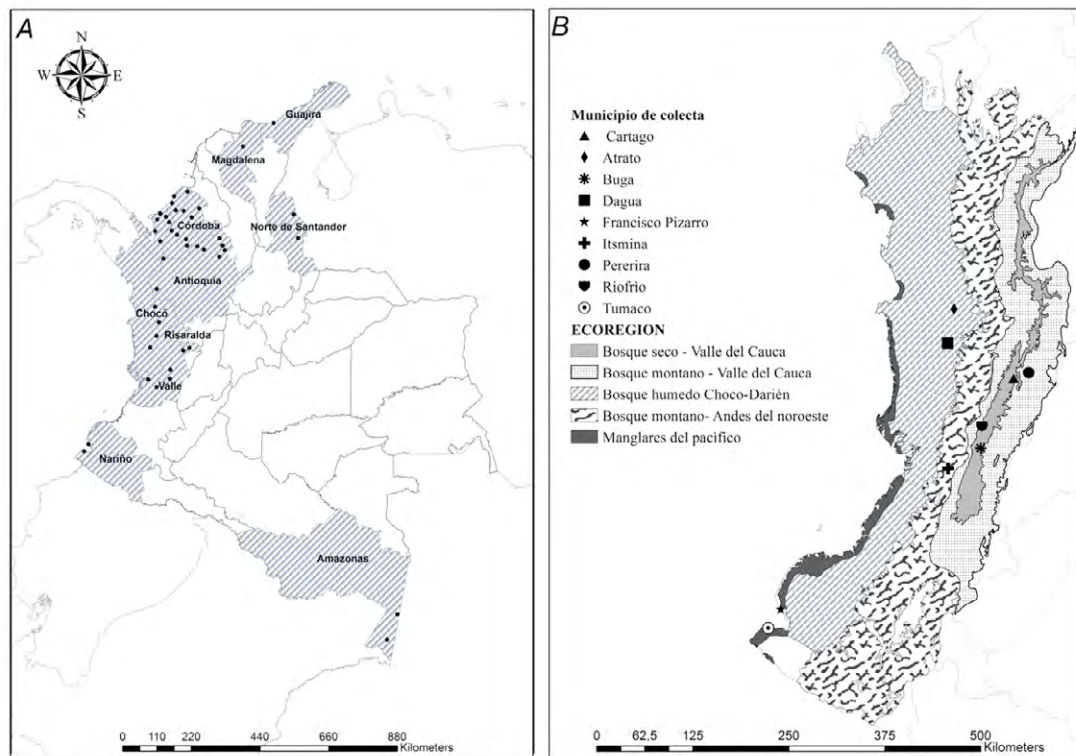 A
N
W E
S
Guajira
Magdalena
Córdoba
Norte de Santander
Antioquia
Chocó
Risaralda
Valle
Nariño
Amazonas
0 110 220 440 660 880
Kilometers
B
Municipio de colecta
Cartago
Atrato
Buga
Dagua
Francisco Pizarro
Itsmina
Pererira
Riofrìo
Tumaco
ECOREGION
Bosque seco - Valle del Cauca
Bosque montano - Valle del Cauca
Bosque humedo Choco-Darièn
Bosque montano- Andes del noroeste
Manglares del pacifico
0 62,5 125 250 375 500
Kilometers